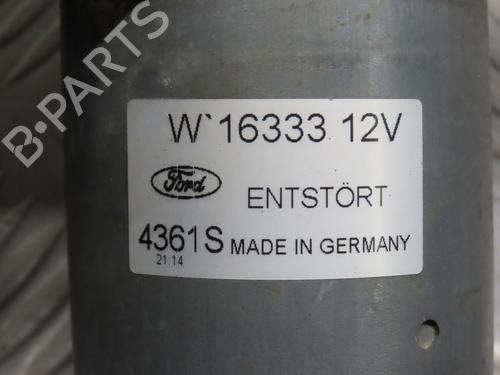 B-PARTS
W`16333 12V
Ford
ENTSTÖRT
4361S MADE IN GERMANY
21.14